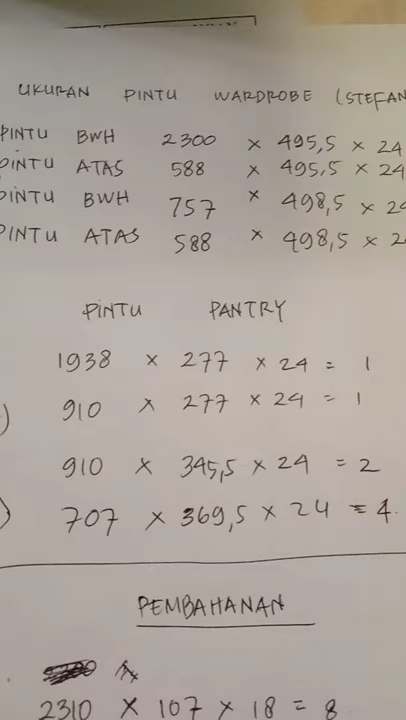 UKURAN PINTU WARDROBE (STEFAN
PINTU BWH 2300 × 495,5 × 24
PINTU ATAS 588 × 495,5 × 24
PINTU BWH 757 × 498,5 × 24
PINTU ATAS 588 × 498,5 × 2
PINTU PANTRY
1938 × 277 × 24 = 1
910 × 277 × 24 = 1
910 × 345,5 × 24 = 2
707 × 369,5 × 24 = 4
PEMBAHANAN
2310 × 107 × 18 = 8